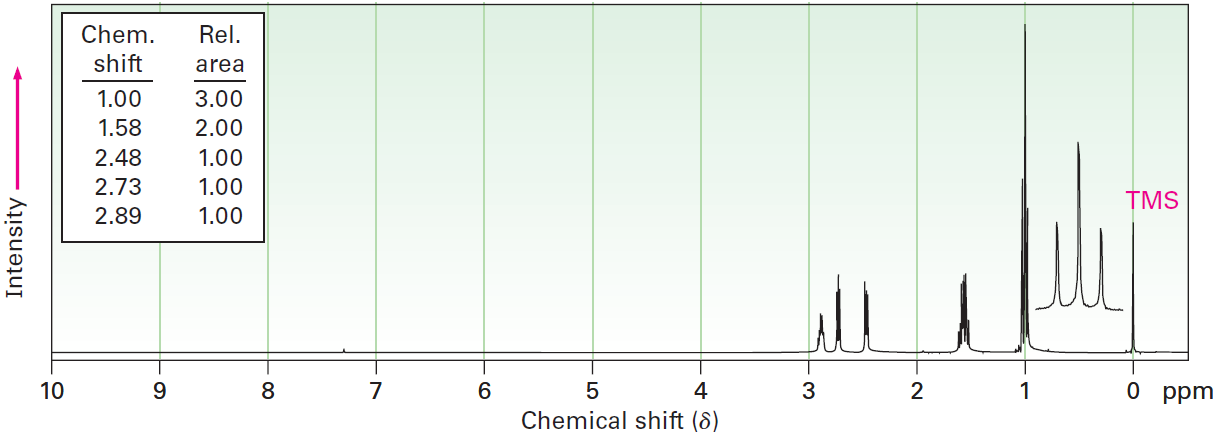 Chem. Rel.
shift area
1.00 3.00
1.58 2.00
2.48 1.00
2.73 1.00
2.89 1.00
TMS
Intensity
10 9 8 7 6 5 4 3 2 1 0 ppm
Chemical shift (δ)